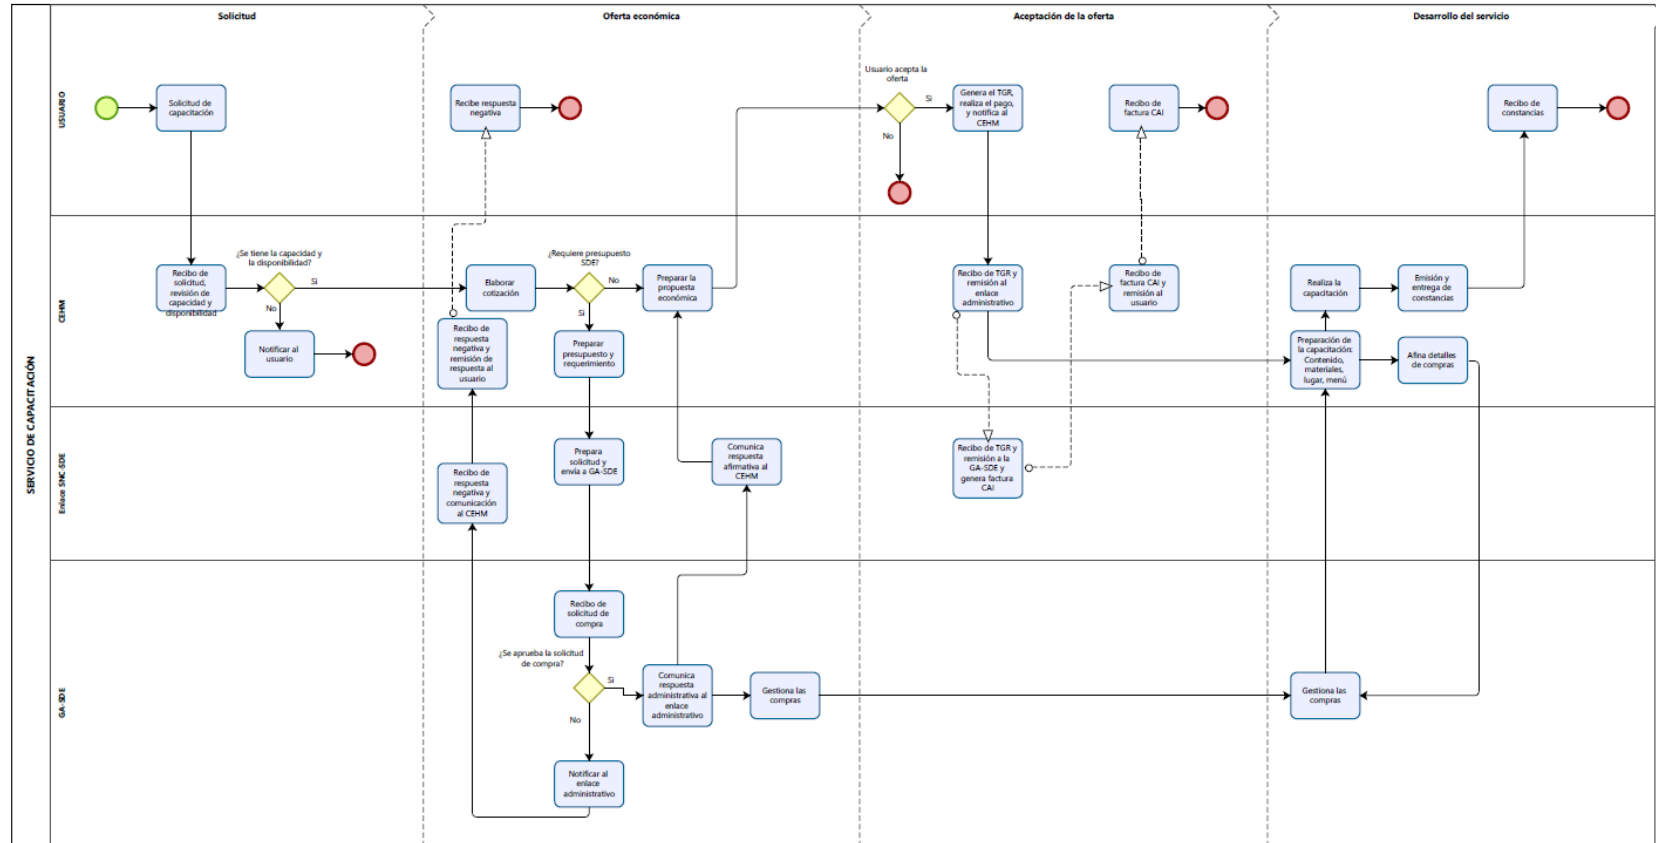 Solicitud
Oferta económica
Aceptación de la oferta
Desarrollo del servicio
SERVICIO DE CAPACITACIÓN
USUARIO
Solicitud de
capacitación
Recibe respuesta
negativa
Usuario acepta la
oferta
Si
No
Genera el TGR,
realiza el pago,
y notifica al
CEHM
Recibo de
factura CAI
Recibo de
constancias
CEHM
Recibo de
solicitud,
revisión de
capacidad y
disponibilidad
¿Se tiene la capacidad y
la disponibilidad?
Si
No
Notificar al
usuario
Elaborar
cotización
¿Requiere presupuesto
SDE?
No
Si
Preparar la
propuesta
económica
Recibo de
respuesta
negativa y
remisión de
respuesta al
usuario
Preparar
presupuesto y
requerimiento
Recibo de TGR y
remisión al
enlace
administrativo
Recibo de
factura CAI y
remisión al
usuario
Realiza la
capacitación
Emisión y
entrega de
constancias
Preparación de
la capacitación:
Contenido,
materiales,
lugar, menú
Afina detalles
de compras
Enlace SNC-SDE
Recibo de
respuesta
negativa y
comunicación
al CEHM
Prepara
solicitud y
envía a GA-SDE
Comunica
respuesta
afirmativa al
CEHM
Recibo de TGR y
remisión a la
GA-SDE y
genera factura
CAI
GA-SDE
Recibo de
solicitud de
compra
¿Se aprueba la solicitud
de compra?
Si
No
Comunica
respuesta
administrativa al
enlace
administrativo
Gestiona las
compras
Gestiona las
compras
Notificar al
enlace
administrativo